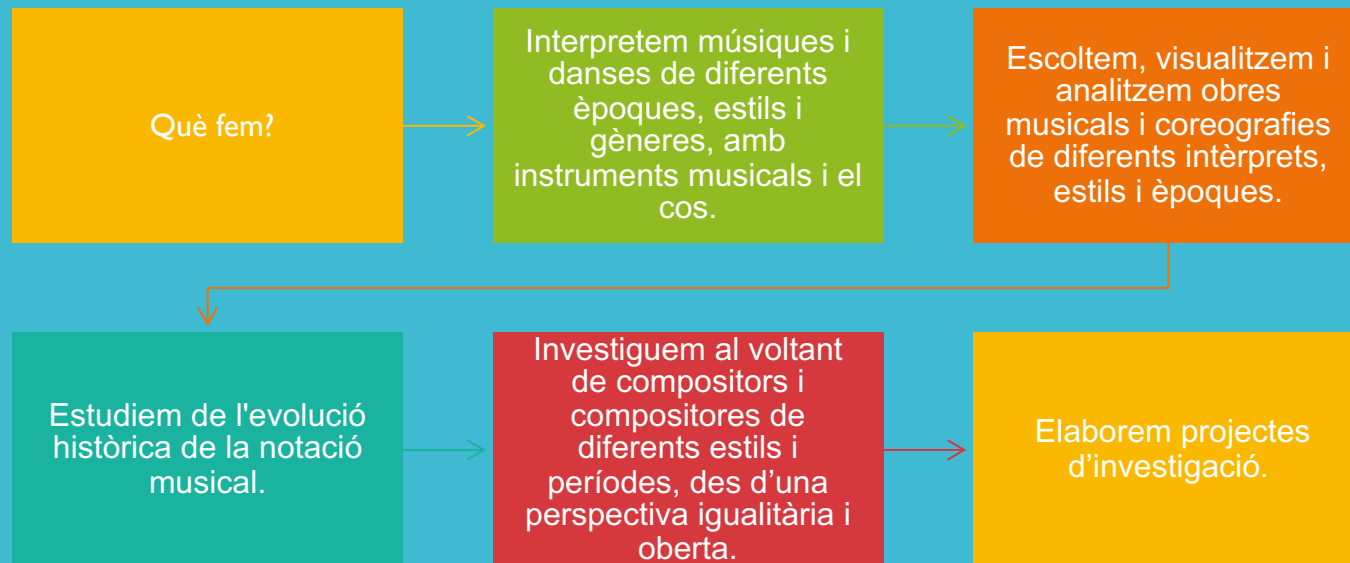 Què fem?
Interpretem músiques i
danses de diferents
èpoques, estils i
gèneres, amb
instruments musicals i el
cos.
Escoltem, visualitzem i
analitzem obres
musicals i coreografies
de diferents intèrprets,
estils i èpoques.
Estudiem de l'evolució
històrica de la notació
musical.
Investiguem al voltant
de compositors i
compositores de
diferents estils i
períodes, des d’una
perspectiva igualitària i
oberta.
Elaborem projectes
d’investigació.